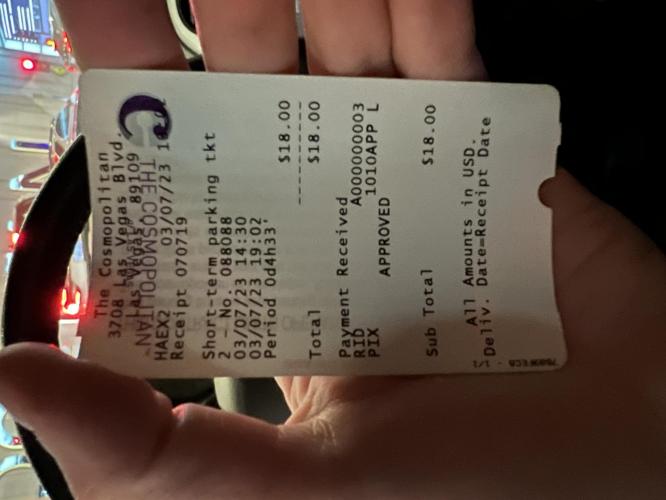 The Cosmopolitan
3708 Las Vegas Blvd.
Las Vegas, 89109
THE COSMOPOLITAN
HAEX2 03/07/23
Receipt 070719
Short-term parking tkt
2 - No. 088088
03/07/23 14:30
03/07/23 19:02
Period 0d4h33'
$18.00
Total $18.00
Payment Received
RID A000000003
PIX 1010APP L
APPROVED
Sub Total $18.00
All Amounts in USD.
Deliv. Date=Receipt Date